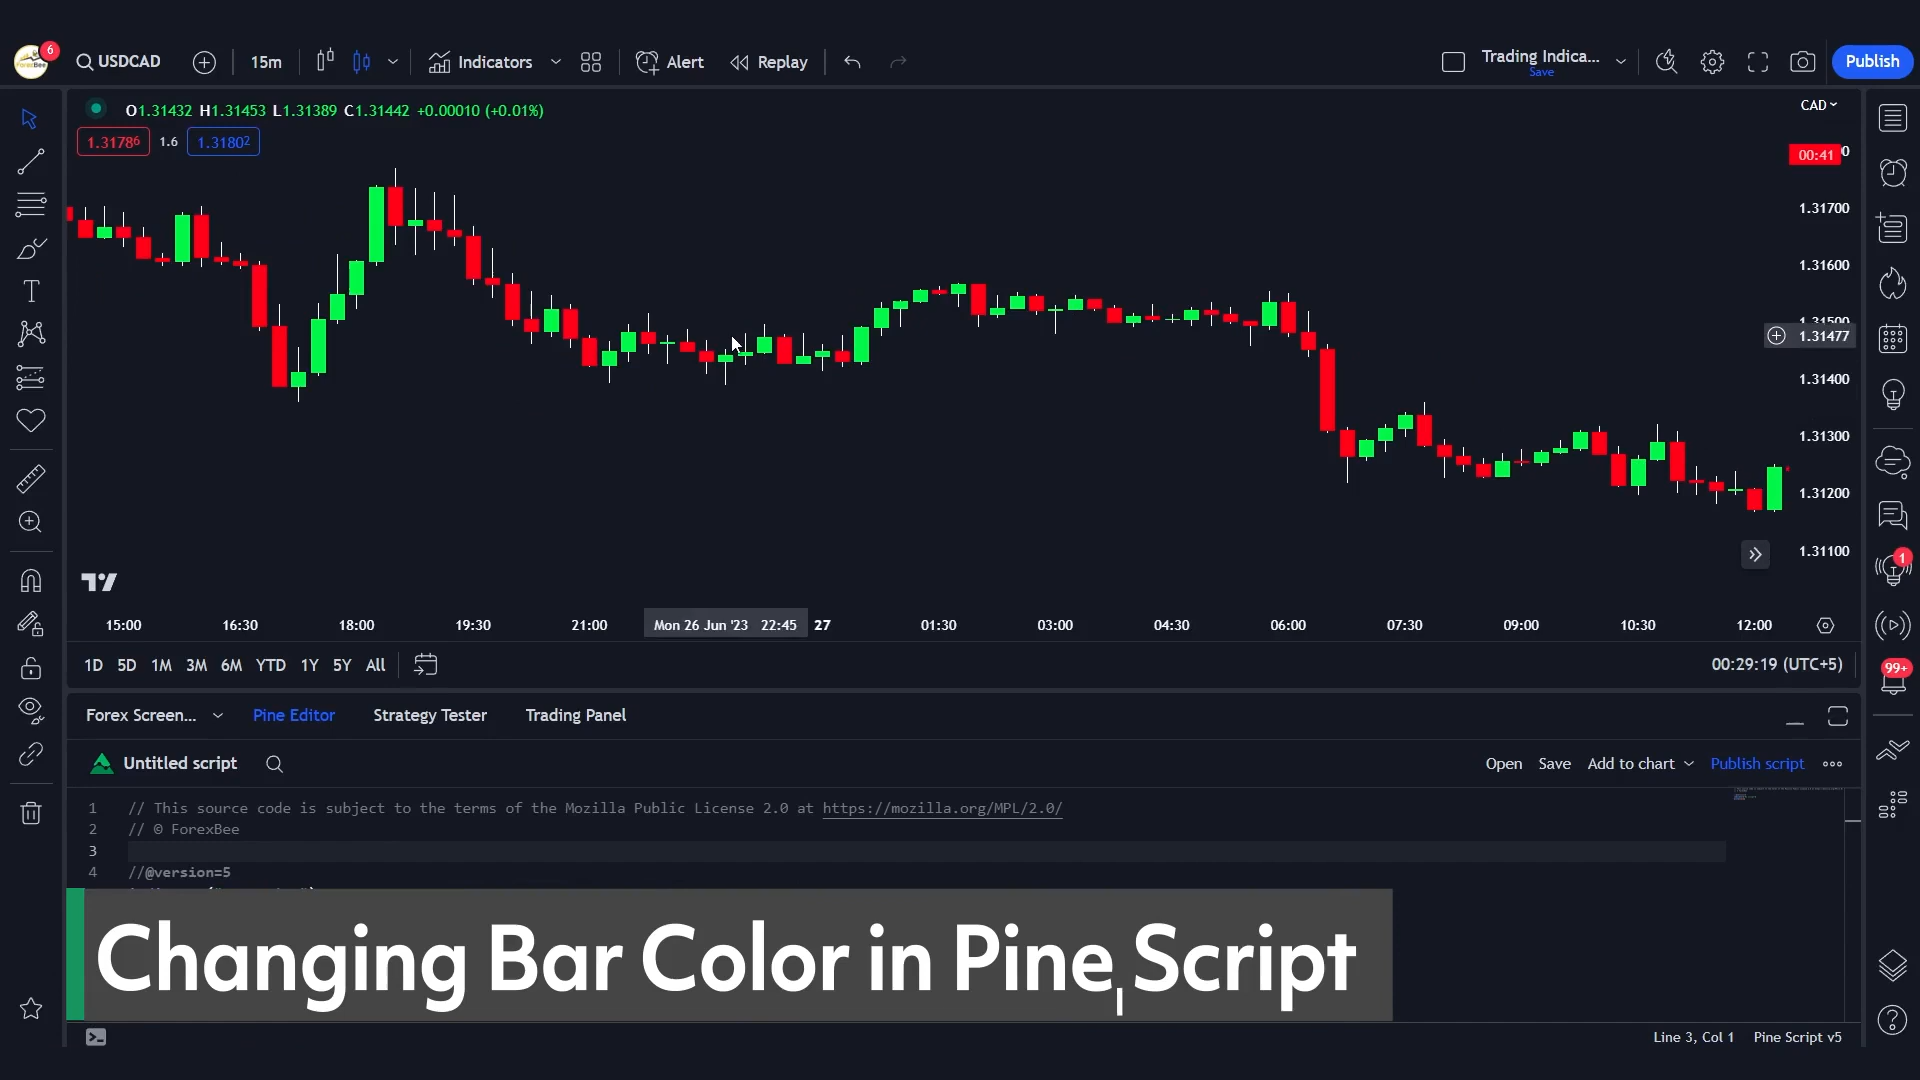 6
USDCAD
15m
Indicators
Alert
Replay
Trading Indica...
Save
Publish
O1.31432 H1.31453 L1.31389 C1.31442 +0.00010 (+0.01%)
CAD
1.31786
1.6
1.31802
00:41
0
1.31700
1.31600
1.31500
1.31477
1.31400
1.31300
1.31200
1.31100
1
15:00
16:30
18:00
19:30
21:00
Mon 26 Jun '23 22:45
27
01:30
03:00
04:30
06:00
07:30
09:00
10:30
12:00
1D 5D 1M 3M 6M YTD 1Y 5Y All
00:29:19 (UTC+5)
99+
Forex Screen...
Pine Editor
Strategy Tester
Trading Panel
Untitled script
Open
Save
Add to chart
Publish script
1 // This source code is subject to the terms of the Mozilla Public License 2.0 at https://mozilla.org/MPL/2.0/
2 // © ForexBee
3
4 //@version=5
Changing Bar Color in Pine Script
Line 3, Col 1
Pine Script v5